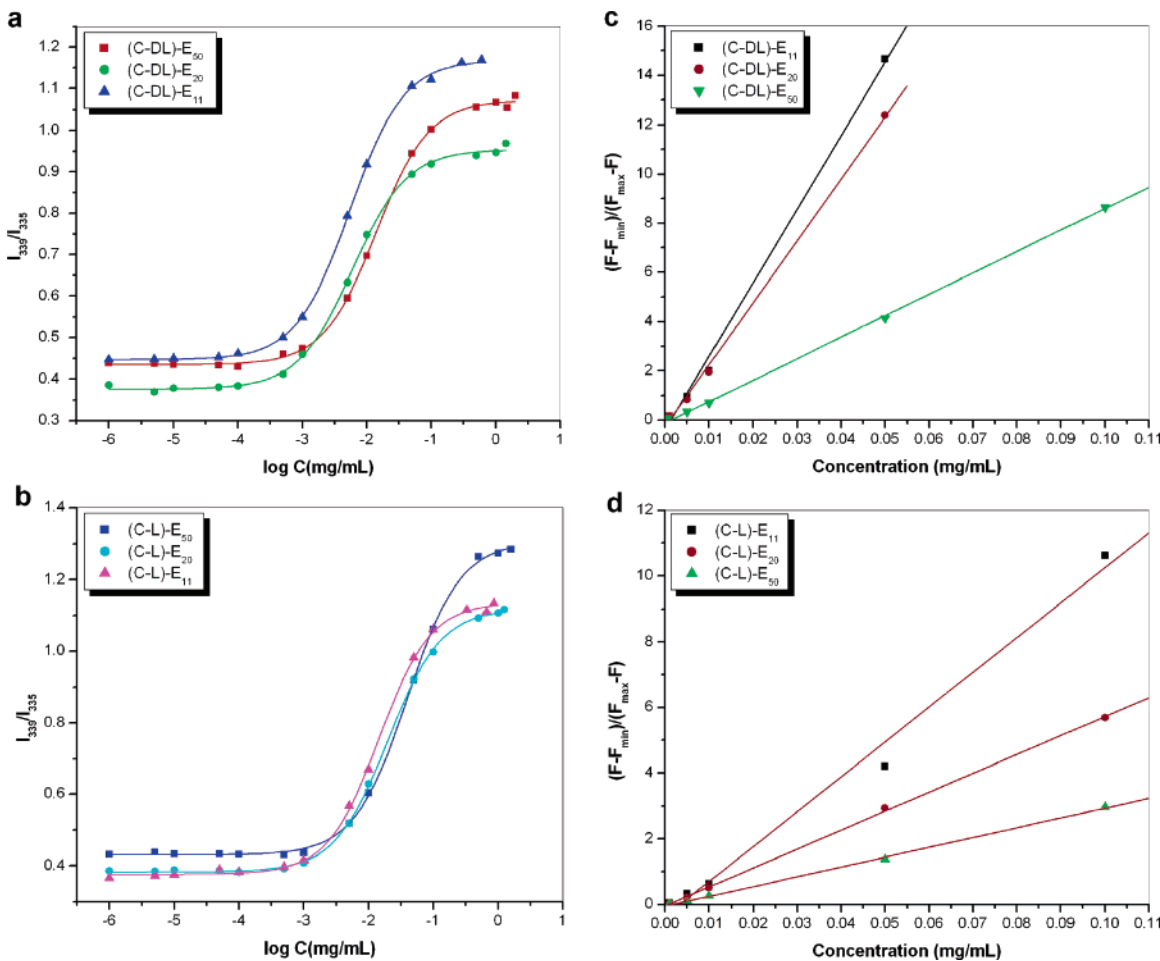 a
(C-DL)-E50
(C-DL)-E20
(C-DL)-E11
1.2
1.1
1.0
0.9
0.8
0.7
0.6
0.5
0.4
0.3
I339/I335
-6 -5 -4 -3 -2 -1 0 1
log C(mg/mL)
c
(C-DL)-E11
(C-DL)-E20
(C-DL)-E50
16
14
12
10
8
6
4
2
0
(F-Fmin)/(Fmax-F)
0.00 0.01 0.02 0.03 0.04 0.05 0.06 0.07 0.08 0.09 0.10 0.11
Concentration (mg/mL)
b
(C-L)-E50
(C-L)-E20
(C-L)-E11
1.4
1.2
1.0
0.8
0.6
0.4
I339/I335
-6 -5 -4 -3 -2 -1 0 1
log C(mg/mL)
d
(C-L)-E11
(C-L)-E20
(C-L)-E50
12
10
8
6
4
2
0
(F-Fmin)/(Fmax-F)
0.00 0.01 0.02 0.03 0.04 0.05 0.06 0.07 0.08 0.09 0.10 0.11
Concentration (mg/mL)